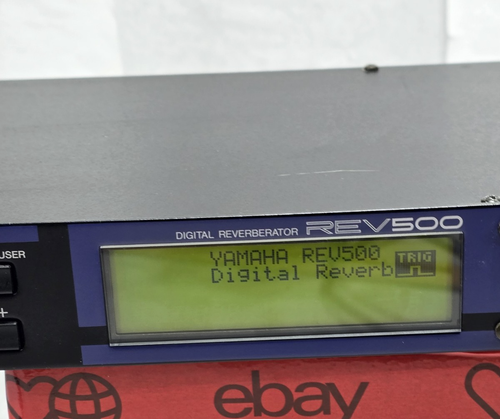 DIGITAL REVERBERATOR REV500
USER
YAMAHA REV500
Digital Reverb TRIG
+
ebay